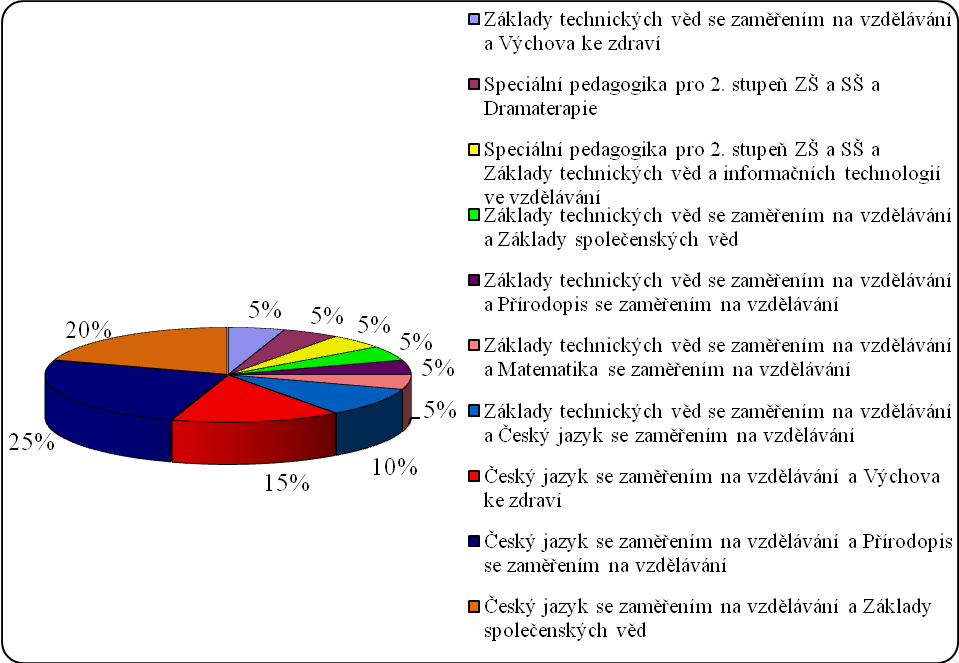 Základy technických věd se zaměřením na vzdělávání
a Výchova ke zdraví
Speciální pedagogika pro 2. stupeň ZŠ a SŠ a
Dramaterapie
Speciální pedagogika pro 2. stupeň ZŠ a SŠ a
Základy technických věd a informačních technologií
ve vzdělávání
Základy technických věd se zaměřením na vzdělávání
a Základy společenských věd
Základy technických věd se zaměřením na vzdělávání
a Přírodopis se zaměřením na vzdělávání
Základy technických věd se zaměřením na vzdělávání
a Matematika se zaměřením na vzdělávání
Základy technických věd se zaměřením na vzdělávání
a Český jazyk se zaměřením na vzdělávání
Český jazyk se zaměřením na vzdělávání a Výchova
ke zdraví
Český jazyk se zaměřením na vzdělávání a Přírodopis
se zaměřením na vzdělávání
Český jazyk se zaměřením na vzdělávání a Základy
společenských věd
5%
5%
5%
5%
5%
5%
10%
15%
25%
20%